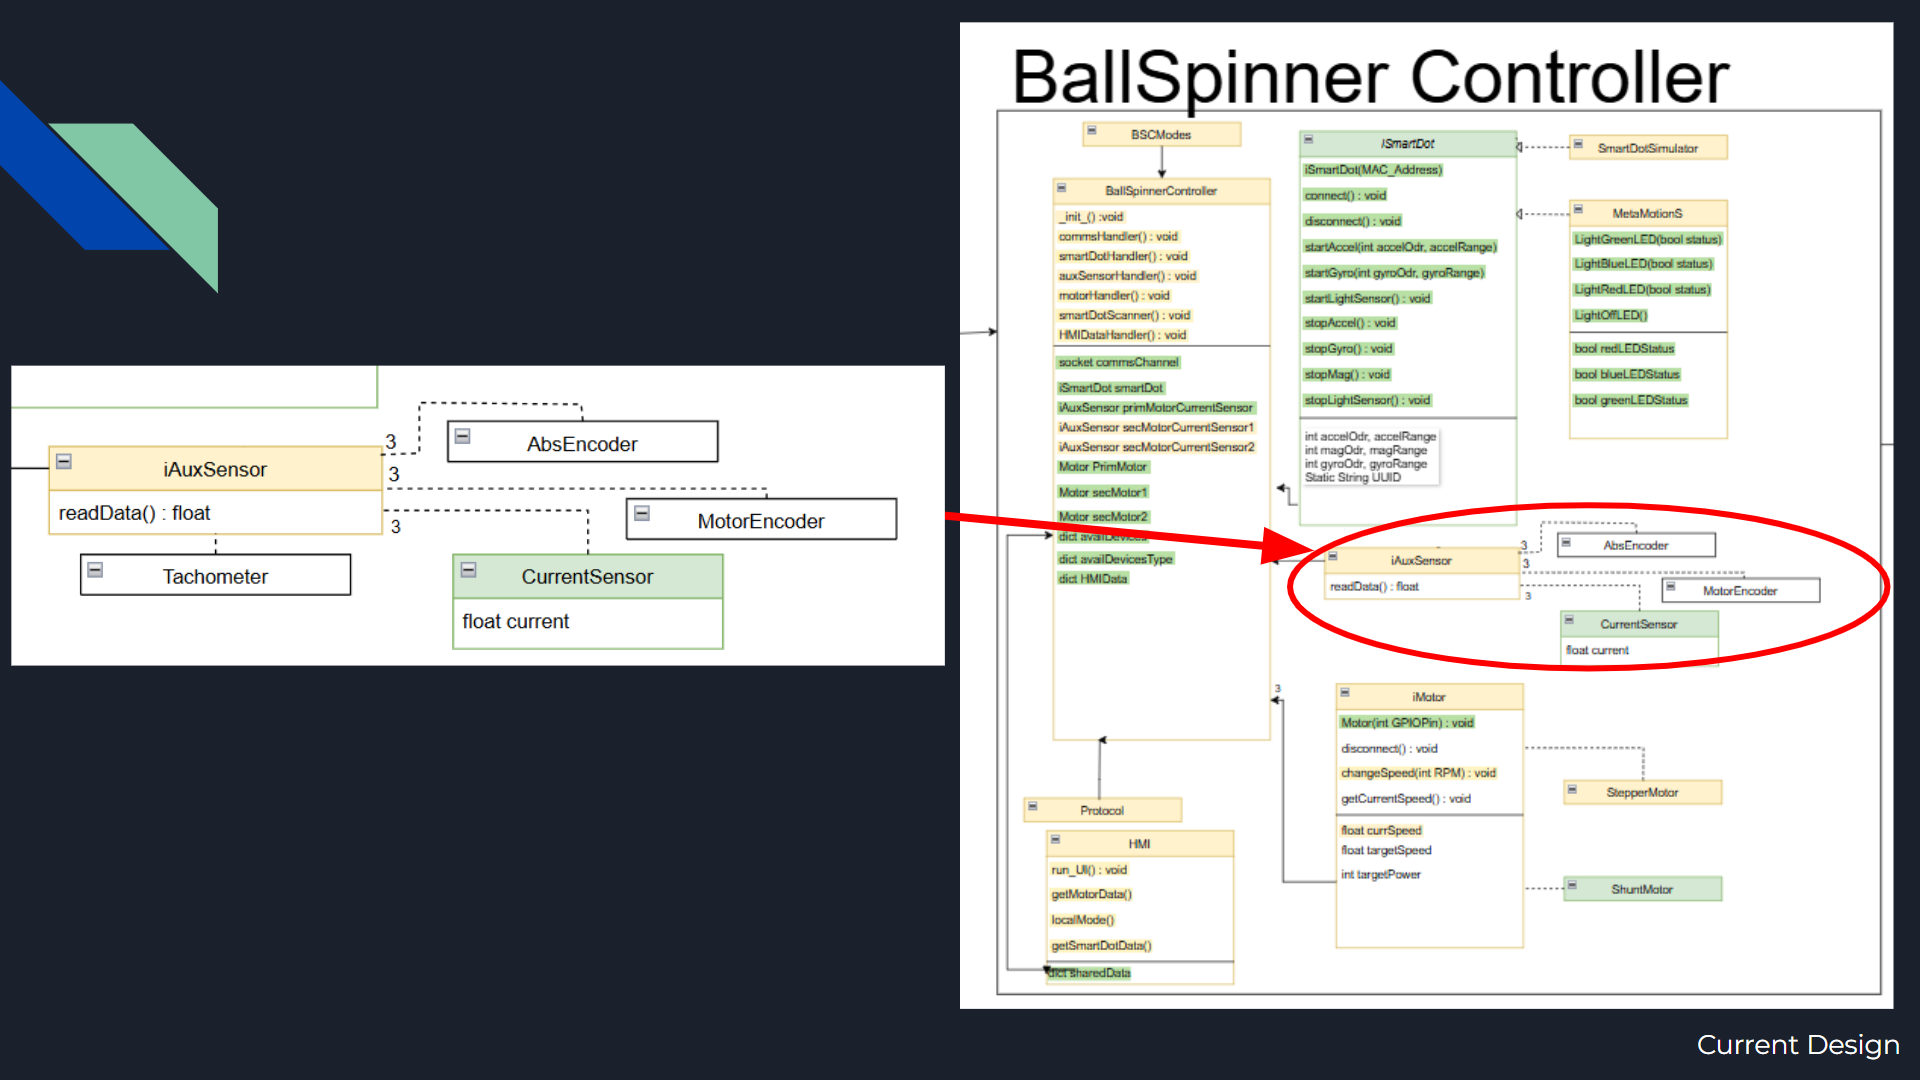 BallSpinner Controller
BSCModes
BallSpinnerController
_init_() :void
commsHandler() : void
smartDotHandler() : void
auxSensorHandler() : void
motorHandler() : void
smartDotScanner() : void
HMIDataHandler() : void
socket commsChannel
iSmartDot smartDot
iAuxSensor primMotorCurrentSensor
iAuxSensor secMotorCurrentSensor1
iAuxSensor secMotorCurrentSensor2
Motor PrimMotor
Motor secMotor1
Motor secMotor2
dict availDevices
dict availDevicesType
dict HMIData
iSmartDot
iSmartDot(MAC_Address)
connect() : void
disconnect() : void
startAccel(int accelOdr, accelRange)
startGyro(int gyroOdr, gyroRange)
startLightSensor() : void
stopAccel() : void
stopGyro() : void
stopMag() : void
stopLightSensor() : void
int accelOdr, accelRange
int magOdr, magRange
int gyroOdr, gyroRange
Static String UUID
SmartDotSimulator
MetaMotionS
LightGreenLED(bool status)
LightBlueLED(bool status)
LightRedLED(bool status)
LightOffLED()
bool redLEDStatus
bool blueLEDStatus
bool greenLEDStatus
3
AbsEncoder
iAuxSensor
3
readData() : float
MotorEncoder
3
CurrentSensor
float current
3
iMotor
Motor(int GPIOPin) : void
disconnect() : void
changeSpeed(int RPM) : void
getCurrentSpeed() : void
float currSpeed
float targetSpeed
int targetPower
StepperMotor
ShuntMotor
Protocol
HMI
run_UI() : void
getMotorData()
localMode()
getSmartDotData()
dict sharedData
3
AbsEncoder
iAuxSensor
3
readData() : float
MotorEncoder
3
Tachometer
CurrentSensor
float current
Current Design